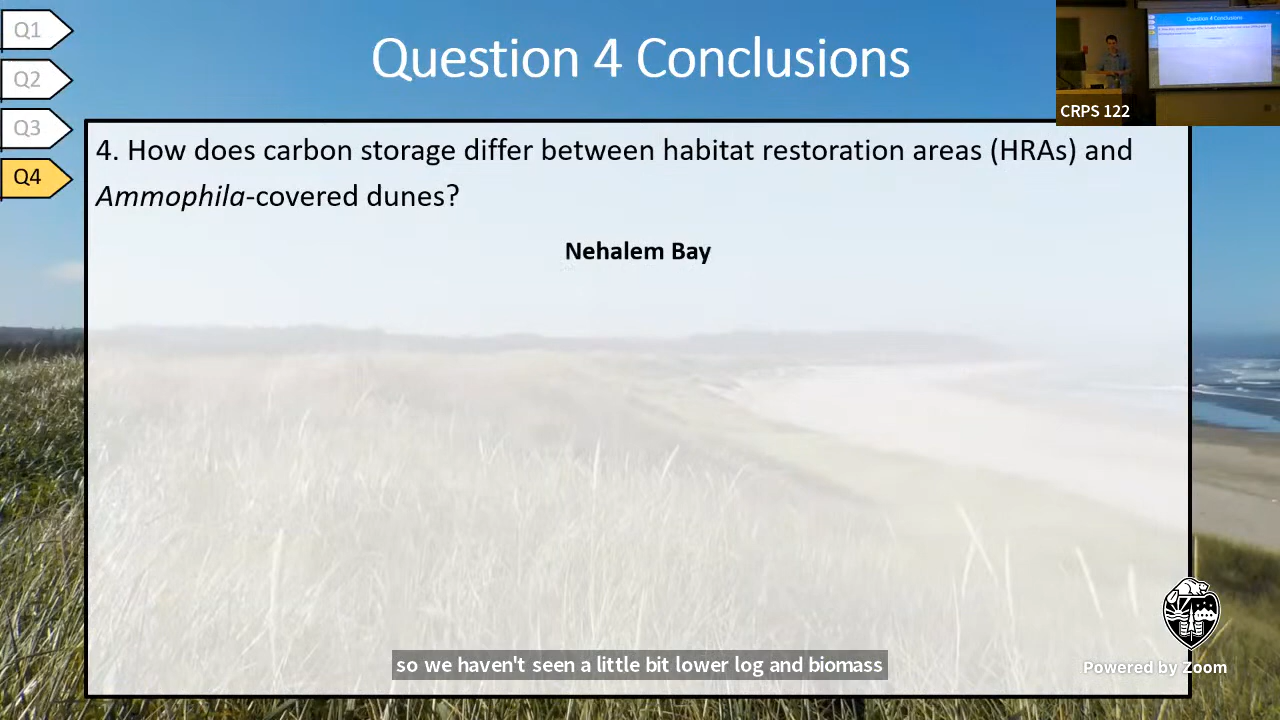 Q1
Q2
Q3
Q4
Question 4 Conclusions
CRPS 122
4. How does carbon storage differ between habitat restoration areas (HRAs) and
Ammophila-covered dunes?
Nehalem Bay
so we haven't seen a little bit lower log and biomass
Powered by Zoom